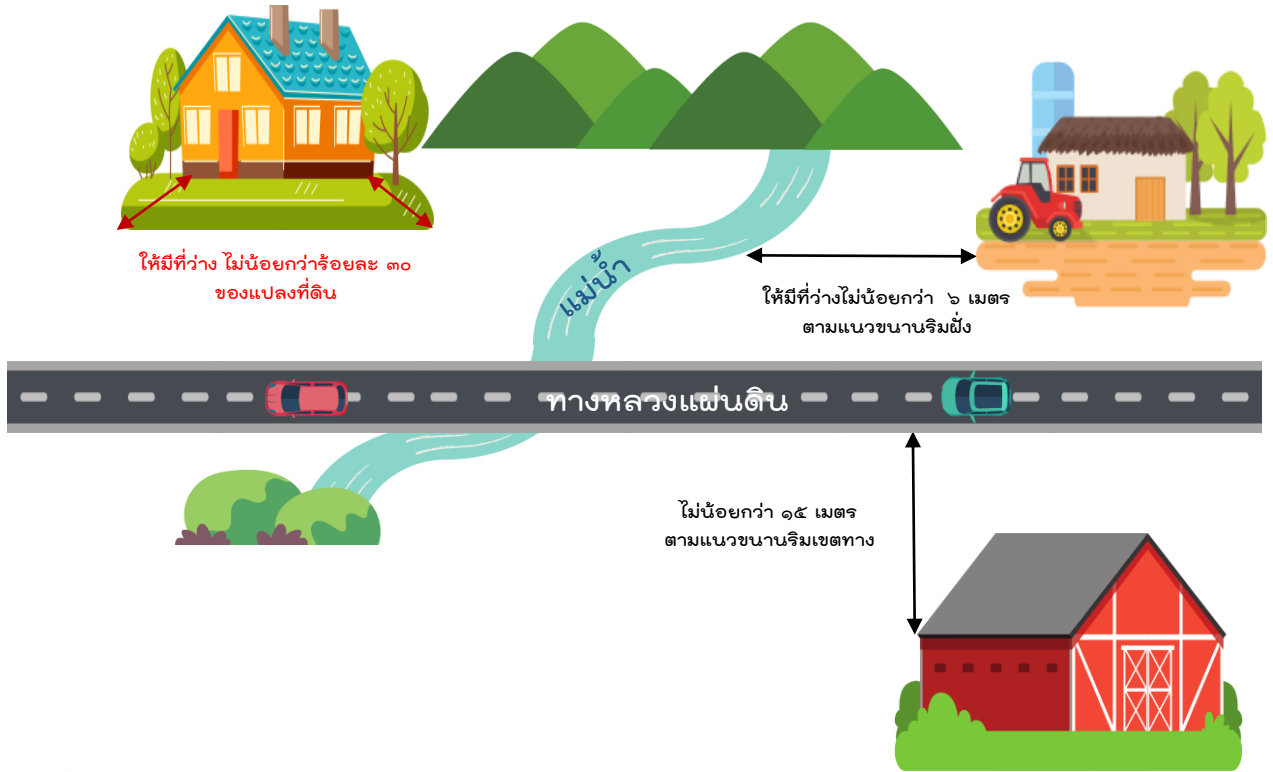 ให้มีที่ว่าง ไม่น้อยกว่าร้อยละ ๓๐
ของแปลงที่ดิน
แม่น้ำ
ให้มีที่ว่างไม่น้อยกว่า ๖ เมตร
ตามแนวขนานริมฝั่ง
ทางหลวงแผ่นดิน
ไม่น้อยกว่า ๑๕ เมตร
ตามแนวขนานริมเขตทาง